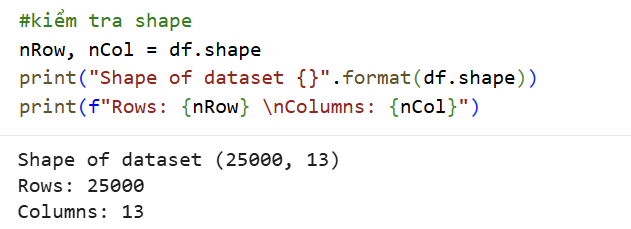 #kiểm tra shape
nRow, nCol = df.shape
print("Shape of dataset {}".format(df.shape))
print(f"Rows: {nRow} \nColumns: {nCol}")
Shape of dataset (25000, 13)
Rows: 25000
Columns: 13